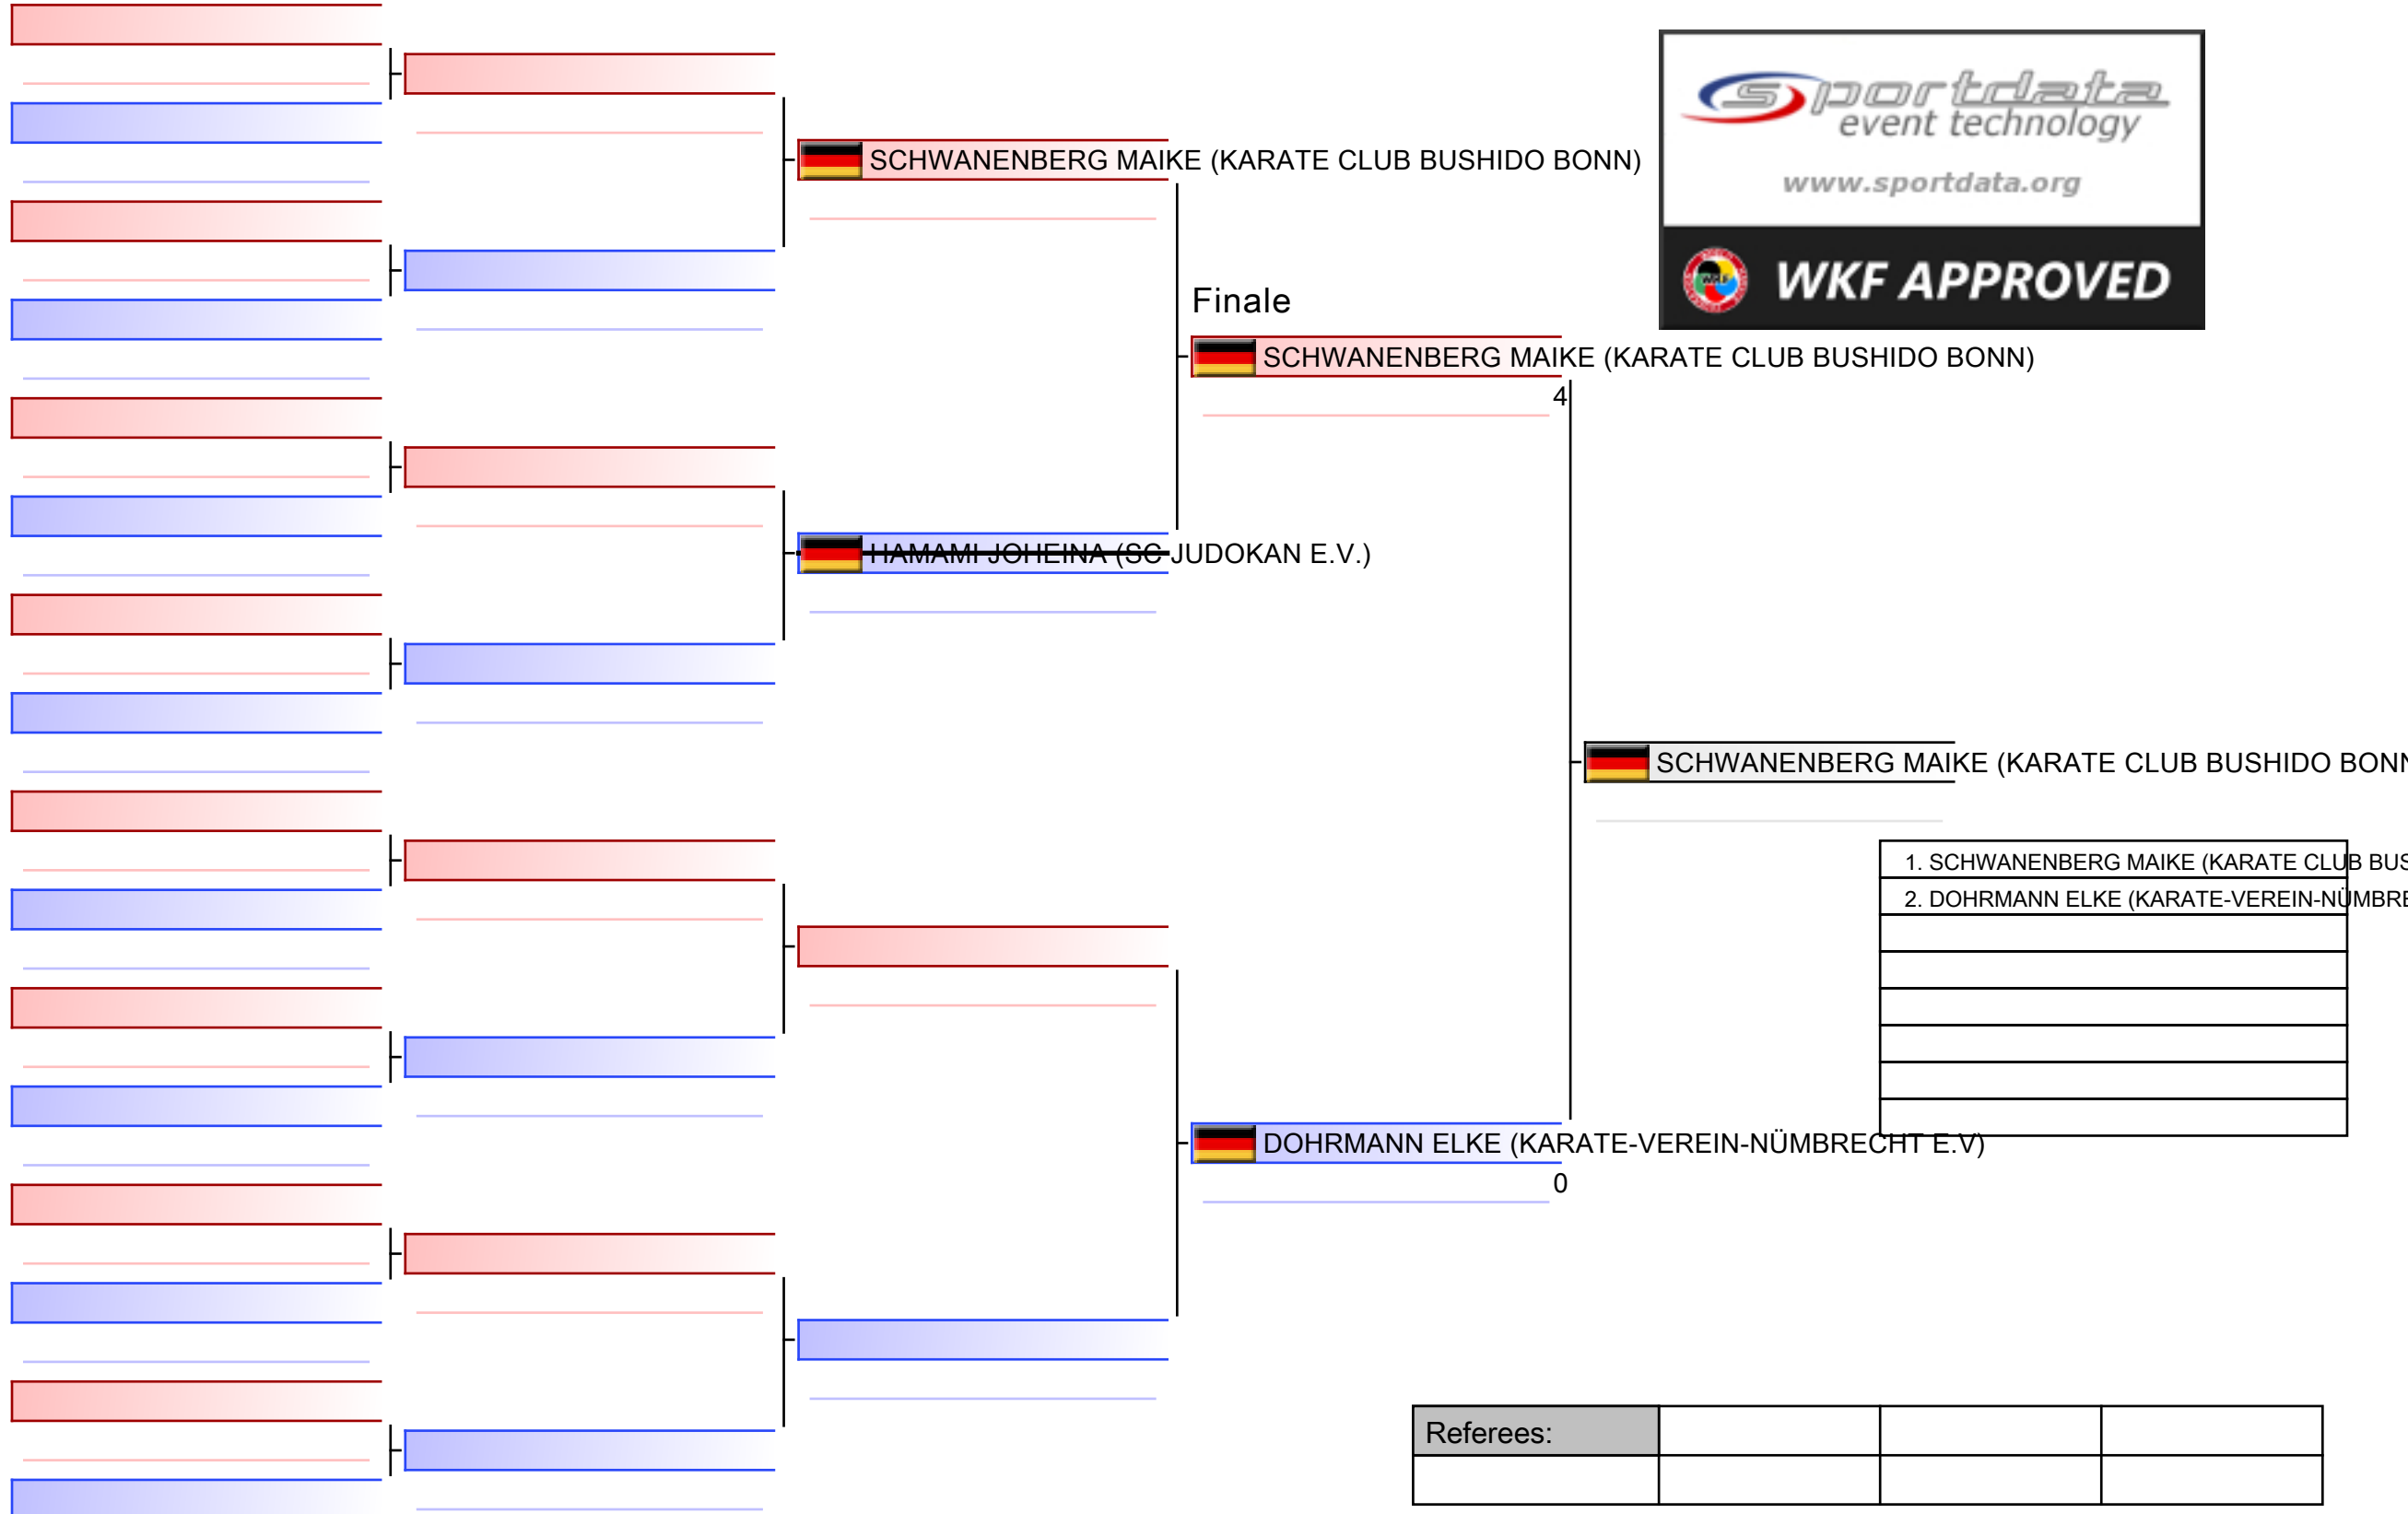 sportdata
event technology
www.sportdata.org
WKF APPROVED
SCHWANENBERG MAIKE (KARATE CLUB BUSHIDO BONN)
Finale
SCHWANENBERG MAIKE (KARATE CLUB BUSHIDO BONN)
4
HAMAMI JOHEINA (SC JUDOKAN E.V.)
SCHWANENBERG MAIKE (KARATE CLUB BUSHIDO BONN
1. SCHWANENBERG MAIKE (KARATE CLUB BUS
2. DOHRMANN ELKE (KARATE-VEREIN-NÜMBRE
DOHRMANN ELKE (KARATE-VEREIN-NÜMBRECHT E.V)
0
Referees: